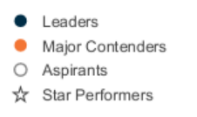 Leaders
Major Contenders
Aspirants
Star Performers